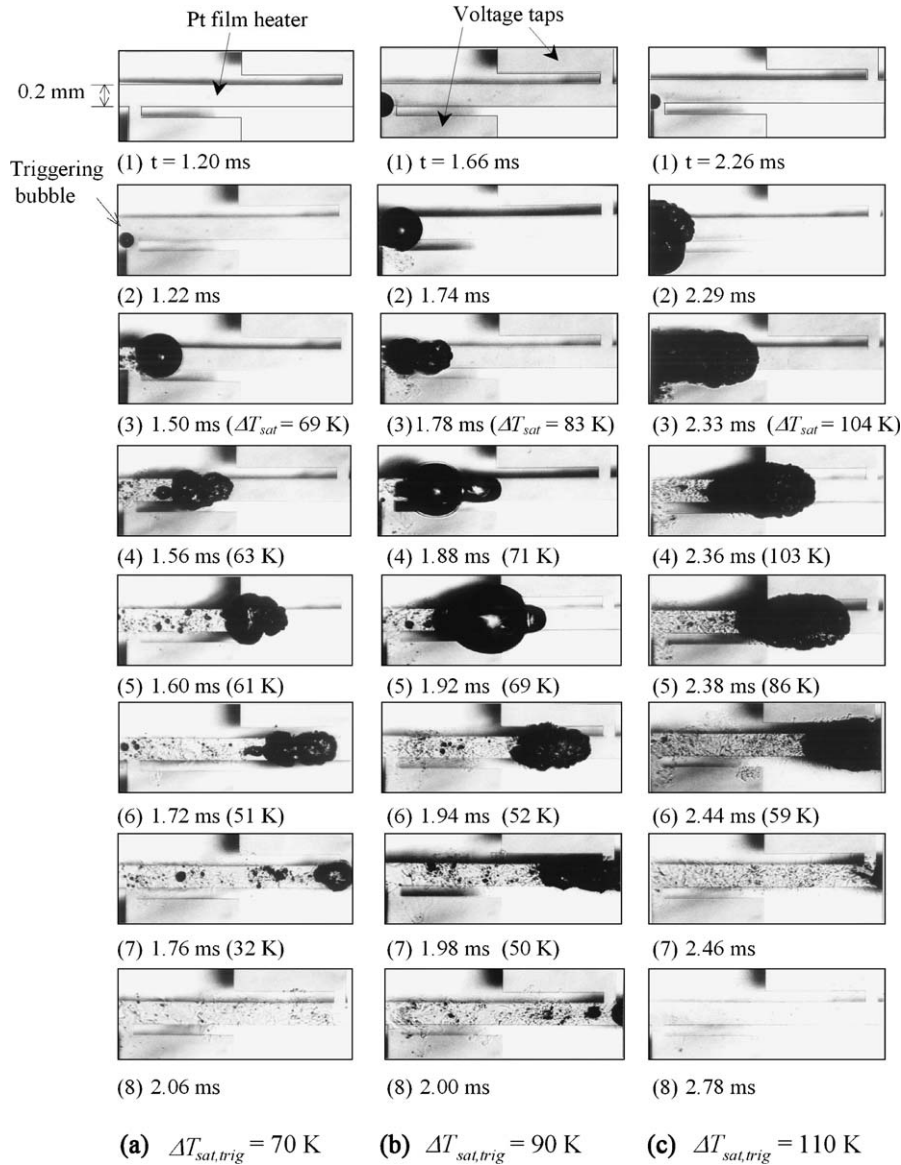 Pt film heater
Voltage taps
0.2 mm
Triggering
bubble
(1) t = 1.20 ms
(1) t = 1.66 ms
(1) t = 2.26 ms
(2) 1.22 ms
(2) 1.74 ms
(2) 2.29 ms
(3) 1.50 ms (ΔTsat = 69 K)
(3) 1.78 ms (ΔTsat = 83 K)
(3) 2.33 ms (ΔTsat = 104 K)
(4) 1.56 ms (63 K)
(4) 1.88 ms (71 K)
(4) 2.36 ms (103 K)
(5) 1.60 ms (61 K)
(5) 1.92 ms (69 K)
(5) 2.38 ms (86 K)
(6) 1.72 ms (51 K)
(6) 1.94 ms (52 K)
(6) 2.44 ms (59 K)
(7) 1.76 ms (32 K)
(7) 1.98 ms (50 K)
(7) 2.46 ms
(8) 2.06 ms
(8) 2.00 ms
(8) 2.78 ms
(a) ΔTsat,trig = 70 K
(b) ΔTsat,trig = 90 K
(c) ΔTsat,trig = 110 K